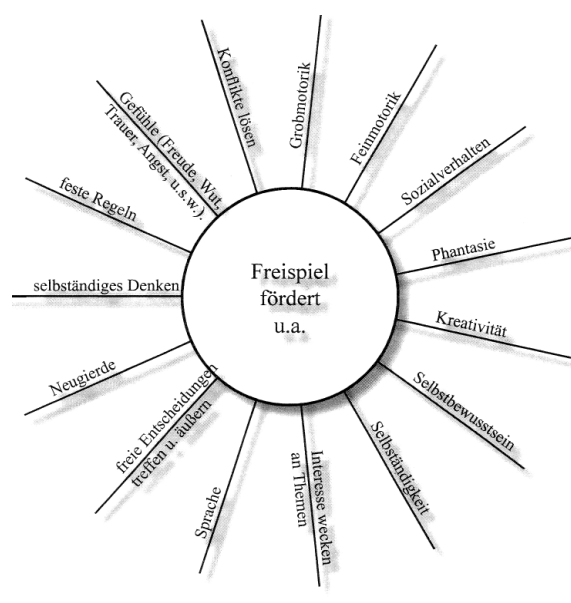 Freispiel
fördert
u.a.
Konflikte lösen
Grobmotorik
Feinmotorik
Sozialverhalten
Phantasie
Kreativität
Selbstbewusstsein
Selbständigkeit
Interesse wecken
an Themen
Sprache
freie Entscheidungen
treffen u. äußern
Neugierde
selbständiges Denken
feste Regeln
Gefühle (Freude, Wut,
Trauer, Angst, u.s.w.).